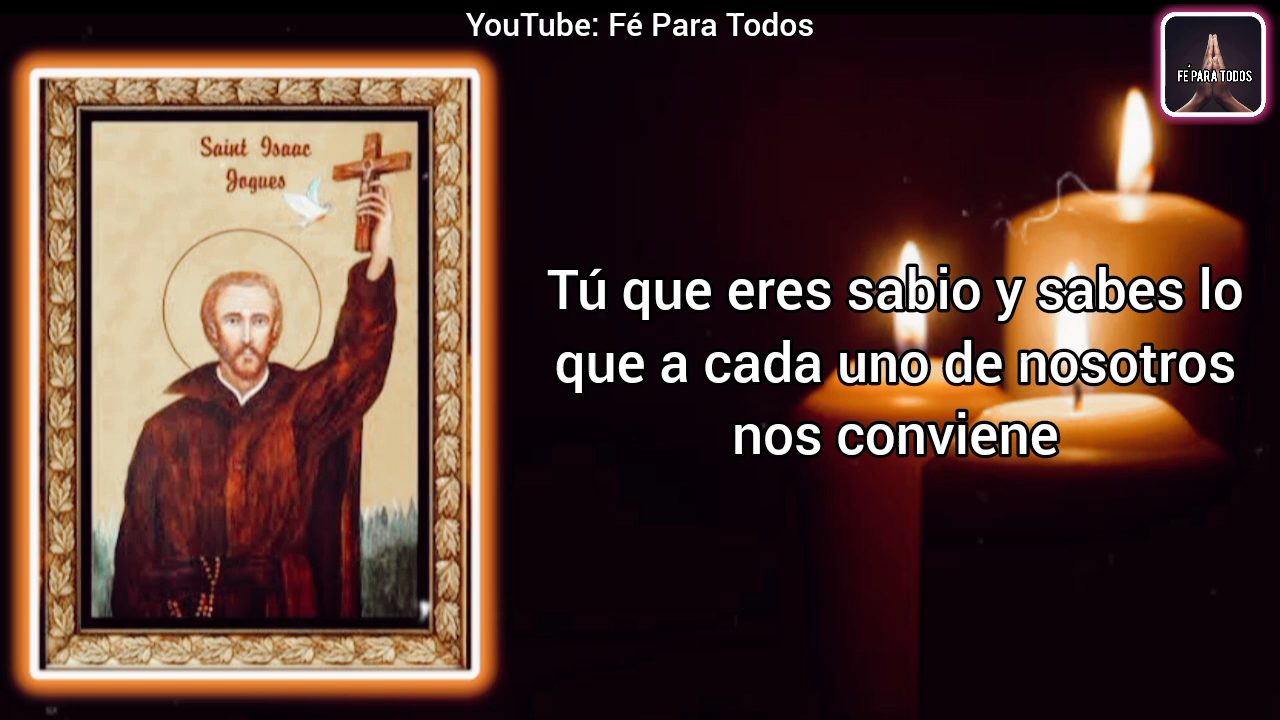 YouTube: Fé Para Todos
FÉ PARA TODOS
Saint Isaac
Jogues
Tú que eres sabio y sabes lo
que a cada uno de nosotros
nos conviene